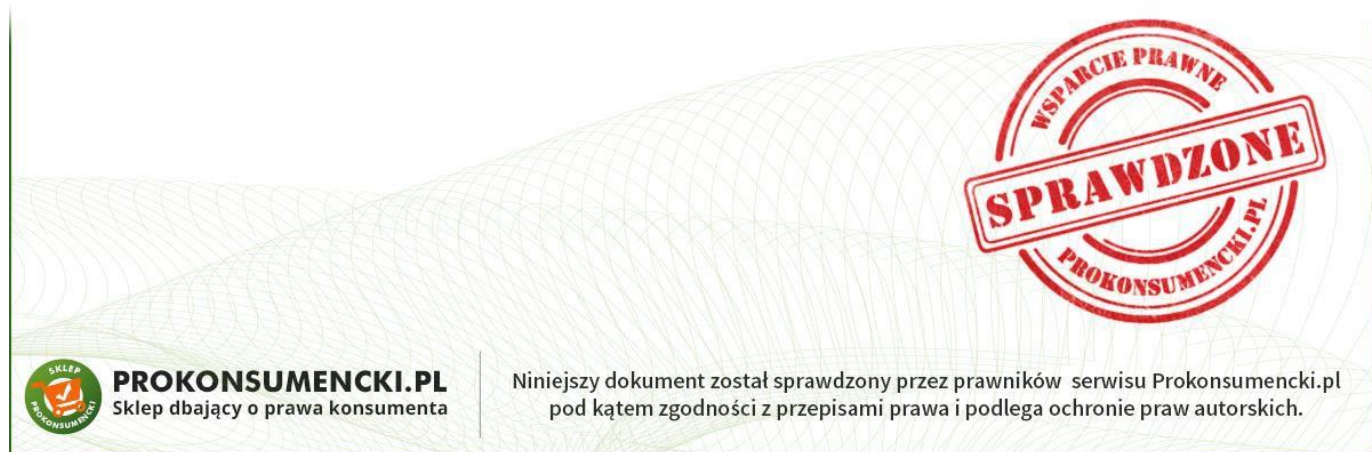 WSPARCIE PRAWNE
SPRAWDZONE
PROKONSUMENCKI.PL
SKLEP
PROKONSUMENCKI
PROKONSUMENCKI.PL
Sklep dbający o prawa konsumenta
Niniejszy dokument został sprawdzony przez prawników serwisu Prokonsumencki.pl
pod kątem zgodności z przepisami prawa i podlega ochronie praw autorskich.